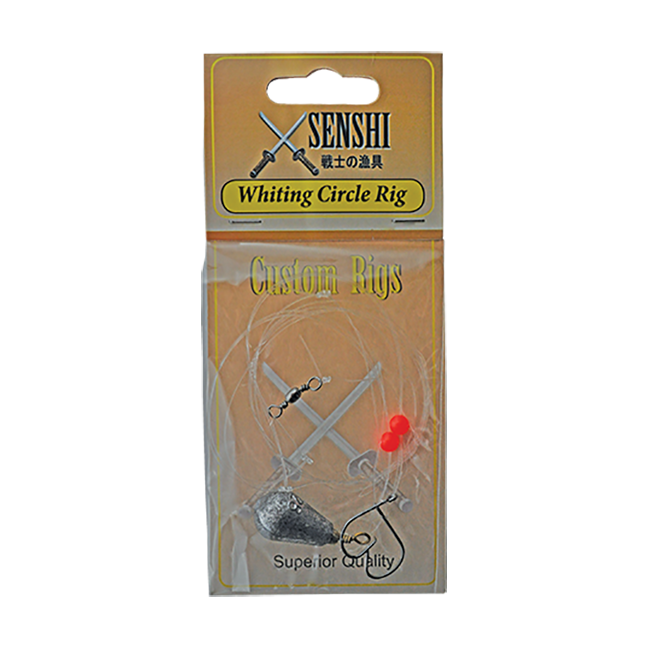 SENSHI
戦士の漁具
Whiting Circle Rig
Custom Rigs
Superior Quality